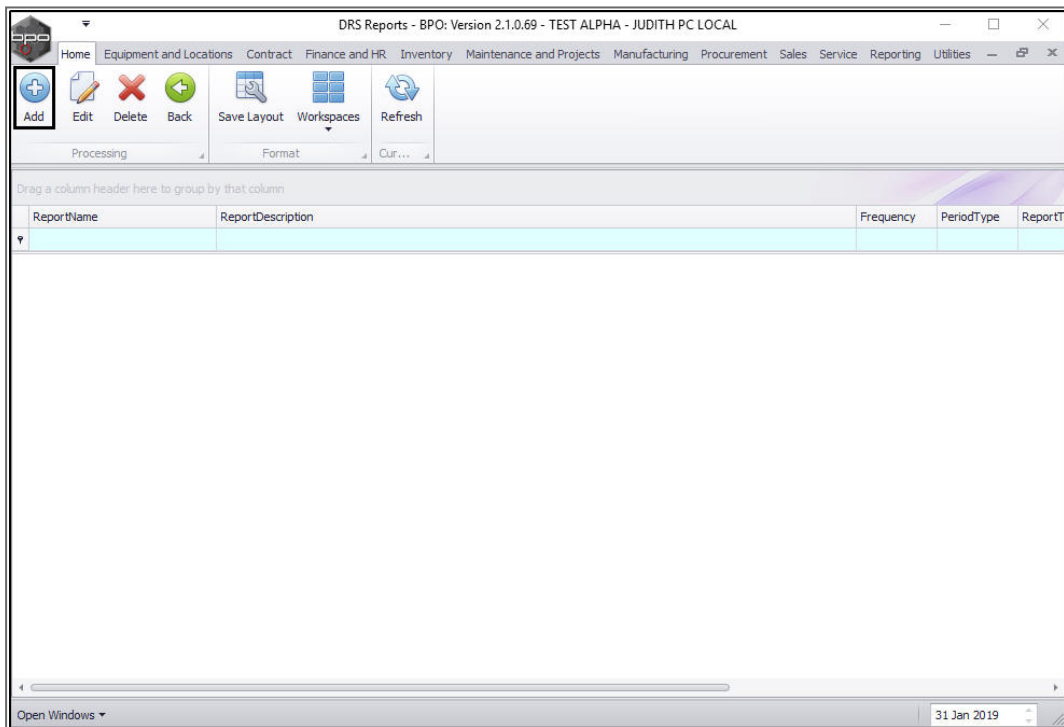 DRS Reports - BPO: Version 2.1.0.69 - TEST ALPHA - JUDITH PC LOCAL
bpo
Home Equipment and Locations Contract Finance and HR Inventory Maintenance and Projects Manufacturing Procurement Sales Service Reporting Utilities
Add Edit Delete Back Save Layout Workspaces Refresh
Processing Format Cur...
Drag a column header here to group by that column
ReportName ReportDescription Frequency PeriodType ReportT
Open Windows 31 Jan 2019